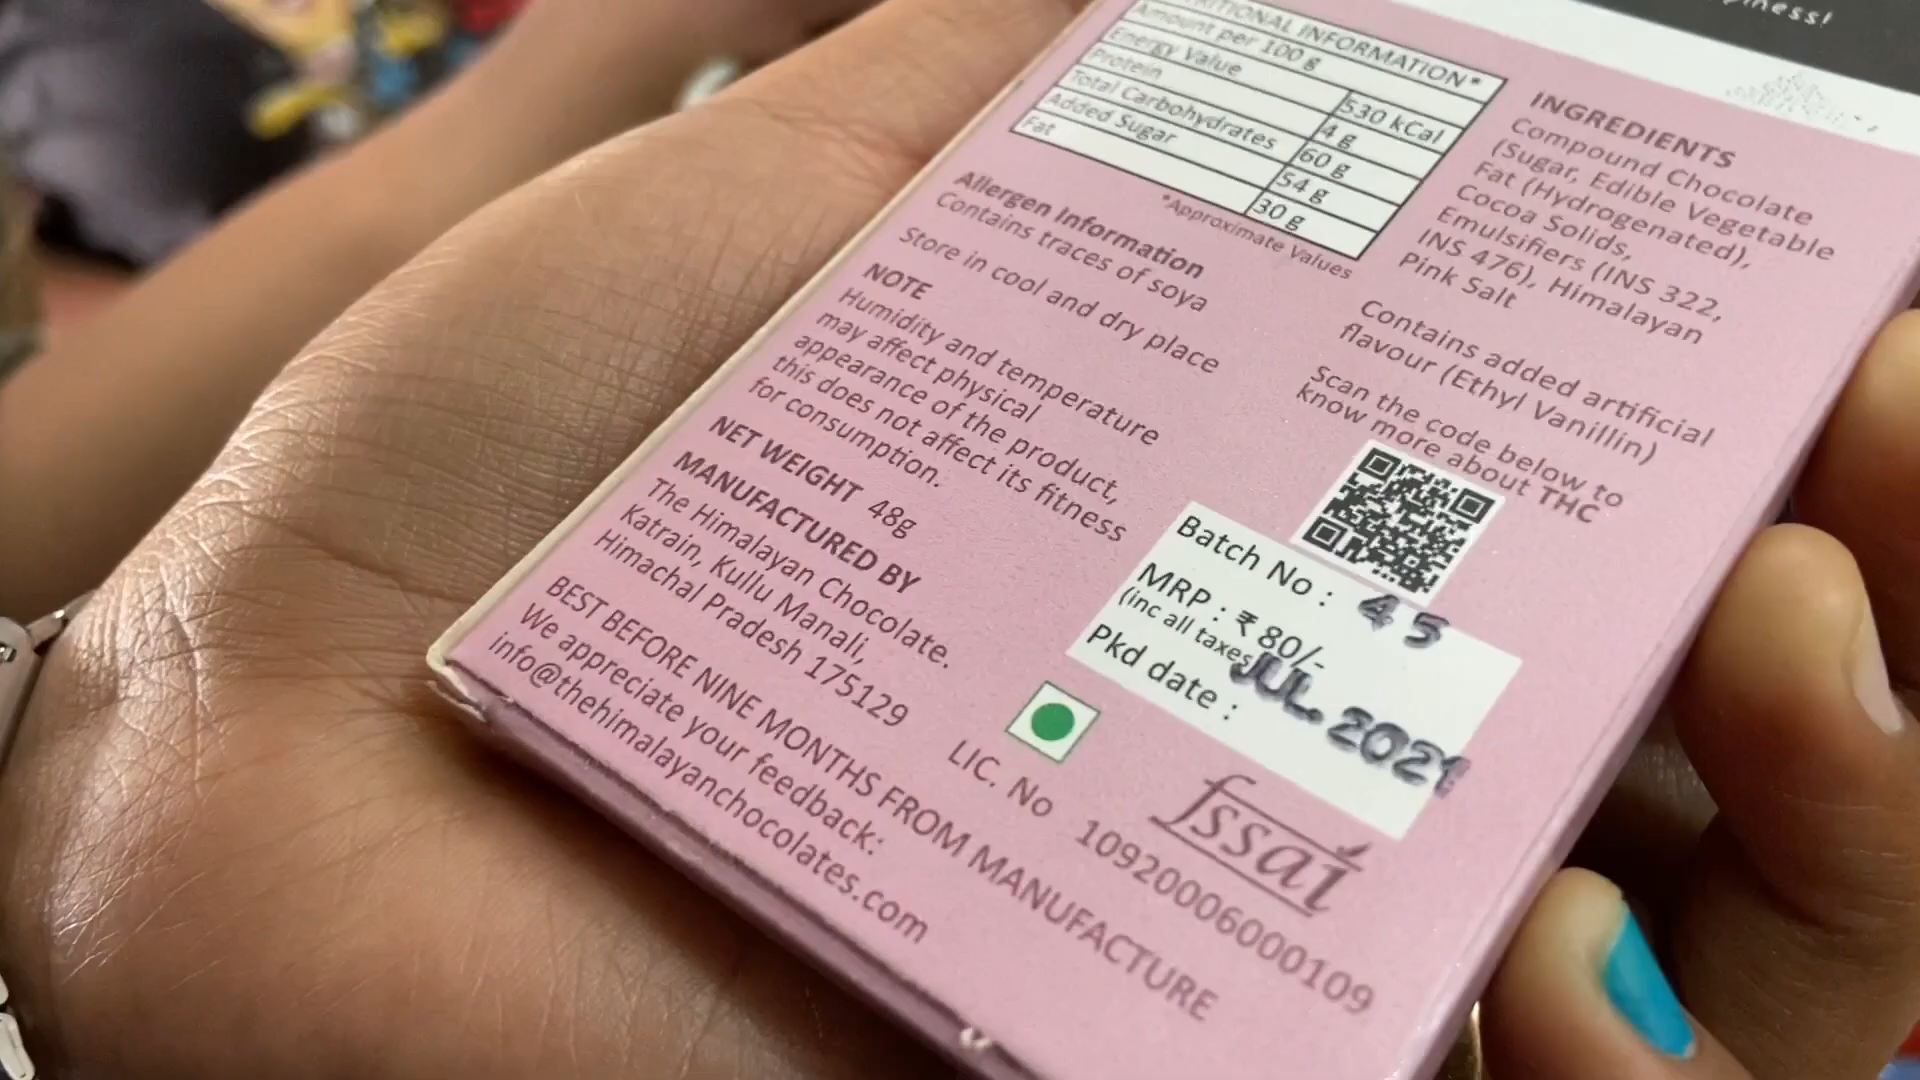 piness!
RITIONAL INFORMATION*
Amount per 100 g
Energy Value 530 kCal
Protein 4 g
Total Carbohydrates 60 g
Added Sugar 54 g
Fat 30 g
*Approximate Values
Allergen Information
Contains traces of soya
Store in cool and dry place
NOTE
Humidity and temperature
may affect physical
appearance of the product,
this does not affect its fitness
for consumption.
NET WEIGHT 48g
MANUFACTURED BY
The Himalayan Chocolate.
Katrain, Kullu Manali,
Himachal Pradesh 175129
BEST BEFORE NINE MONTHS FROM MANUFACTURE
We appreciate your feedback:
info@thehimalayanchocolates.com
INGREDIENTS
Compound Chocolate
(Sugar, Edible Vegetable
Fat (Hydrogenated),
Cocoa Solids,
Emulsifiers (INS 322,
INS 476), Himalayan
Pink Salt
Contains added artificial
flavour (Ethyl Vanillin)
Scan the code below to
know more about THC
Batch No : 45
MRP : ₹ 80/-
(inc all taxes
Pkd date : JUL. 2021
fssai
LIC. No 10920006000109